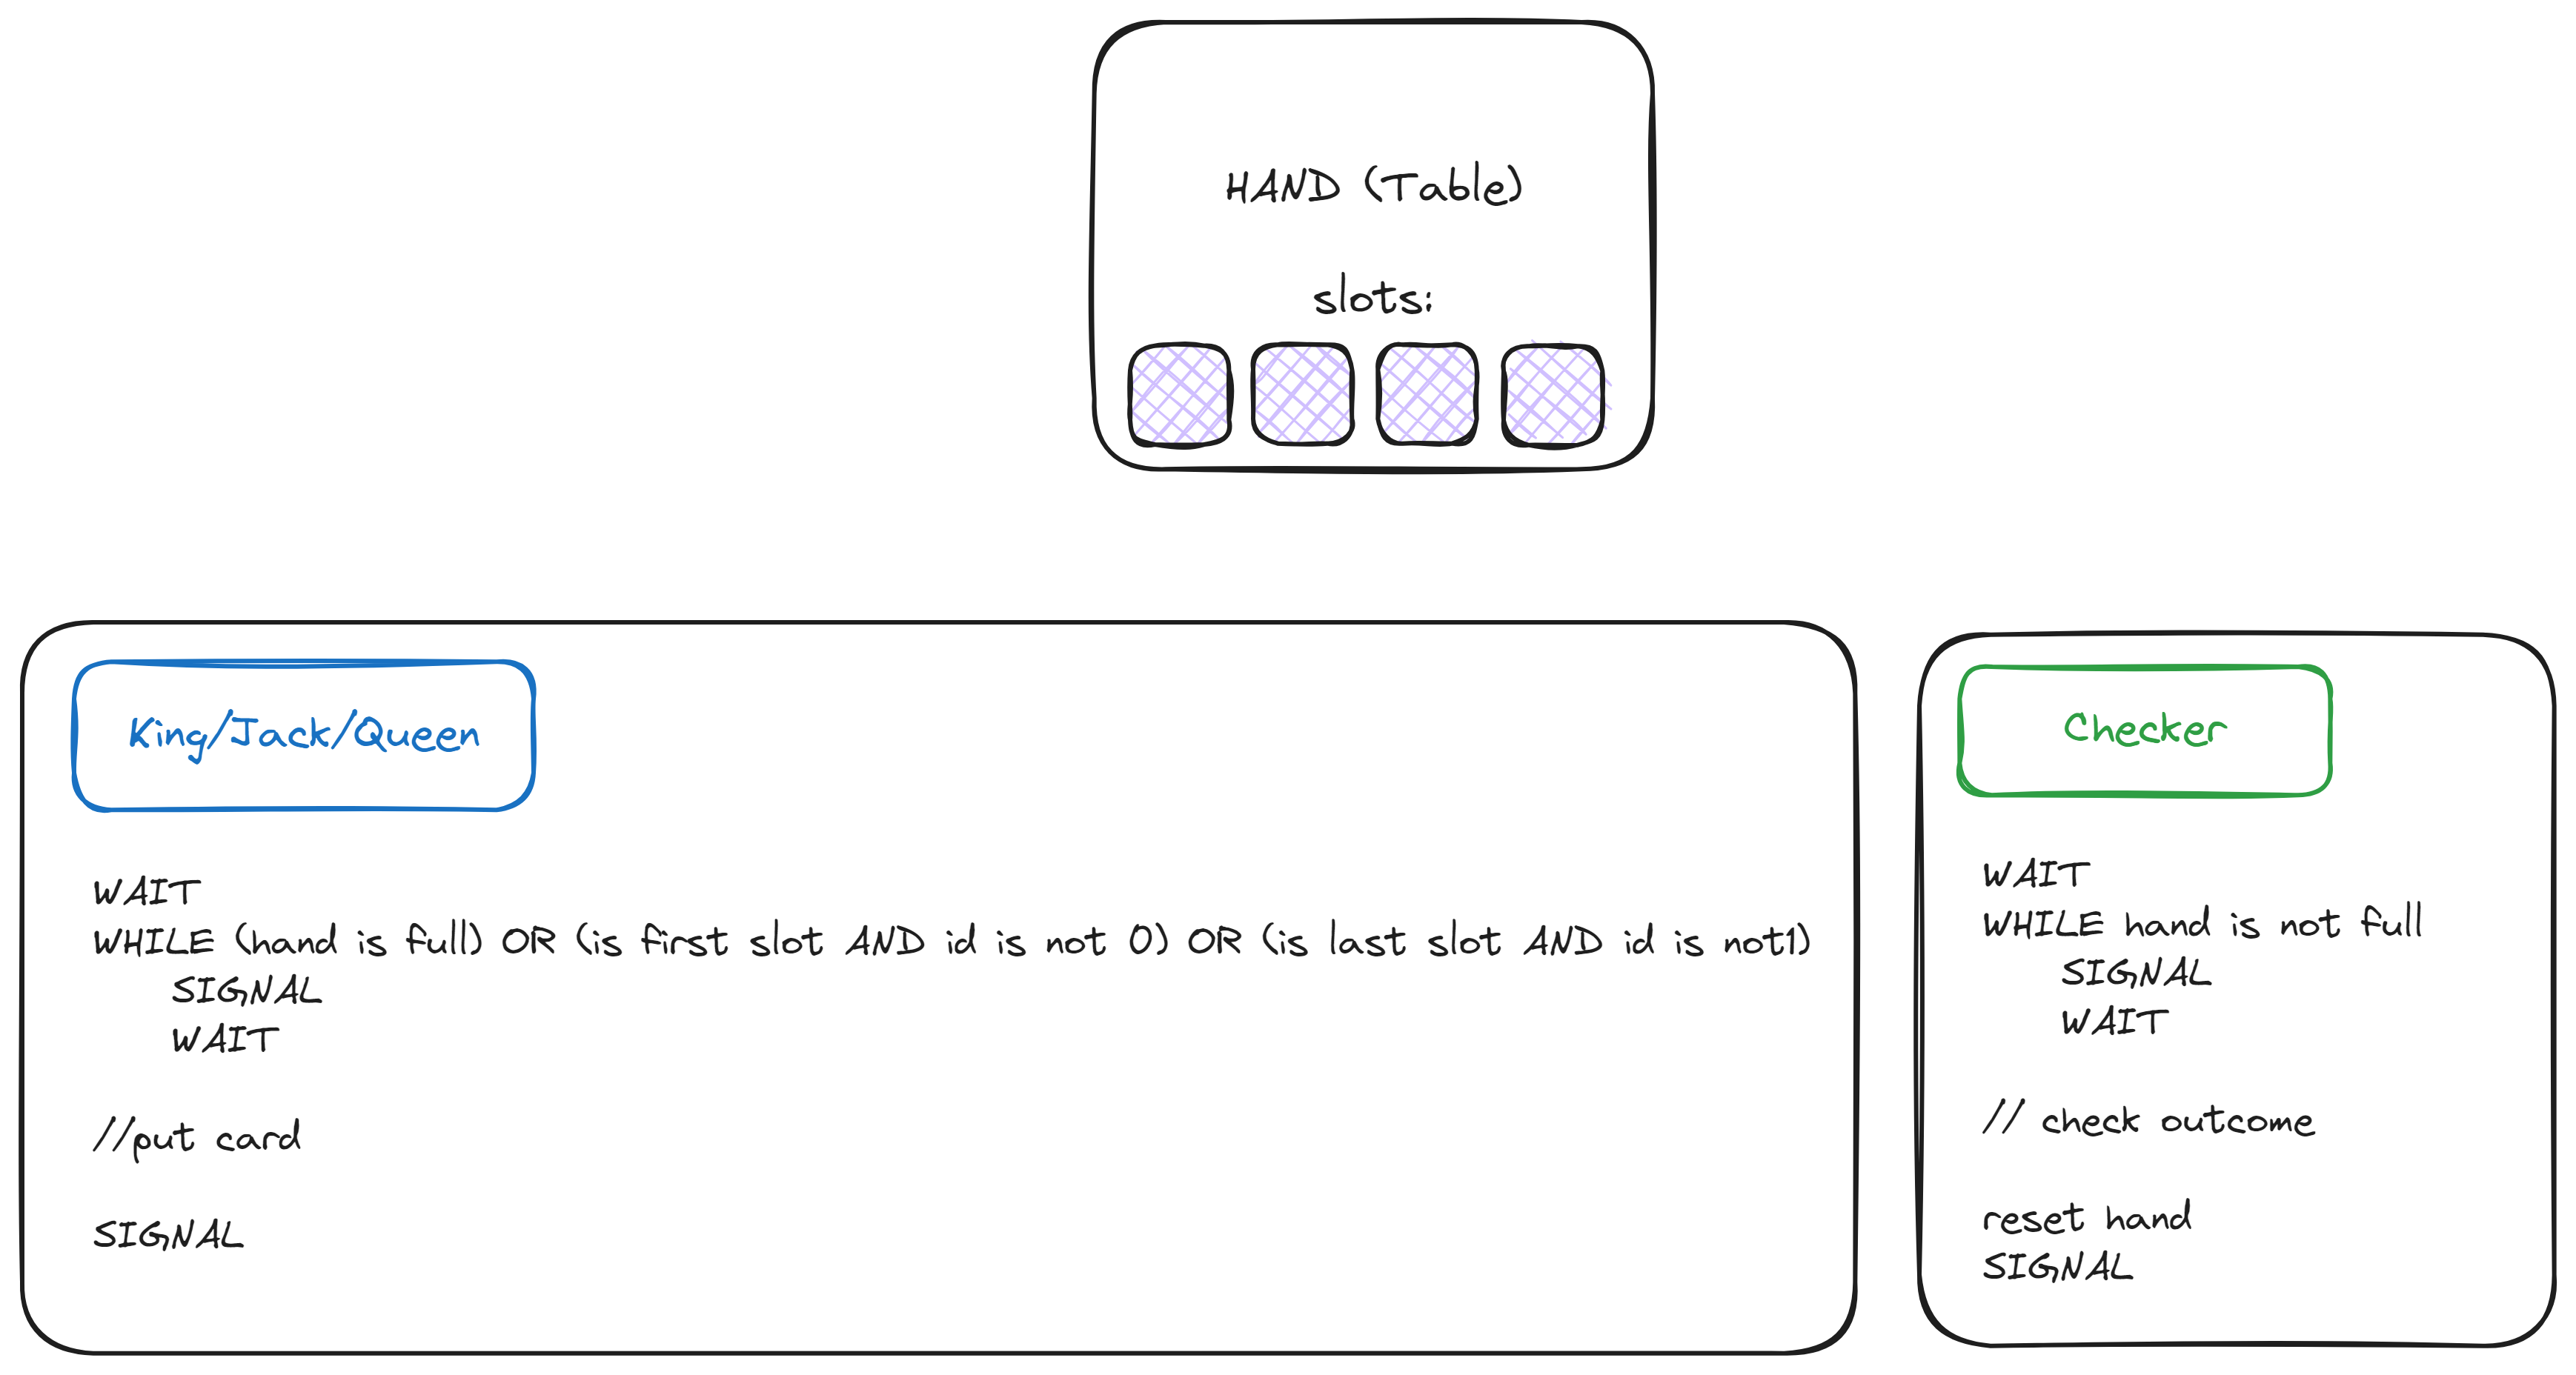 HAND (Table)
slots:
King/Jack/Queen
WAIT
WHILE (hand is full) OR (is first slot AND id is not 0) OR (is last slot AND id is not1)
SIGNAL
WAIT
//put card
SIGNAL
Checker
WAIT
WHILE hand is not full
SIGNAL
WAIT
// check outcome
reset hand
SIGNAL